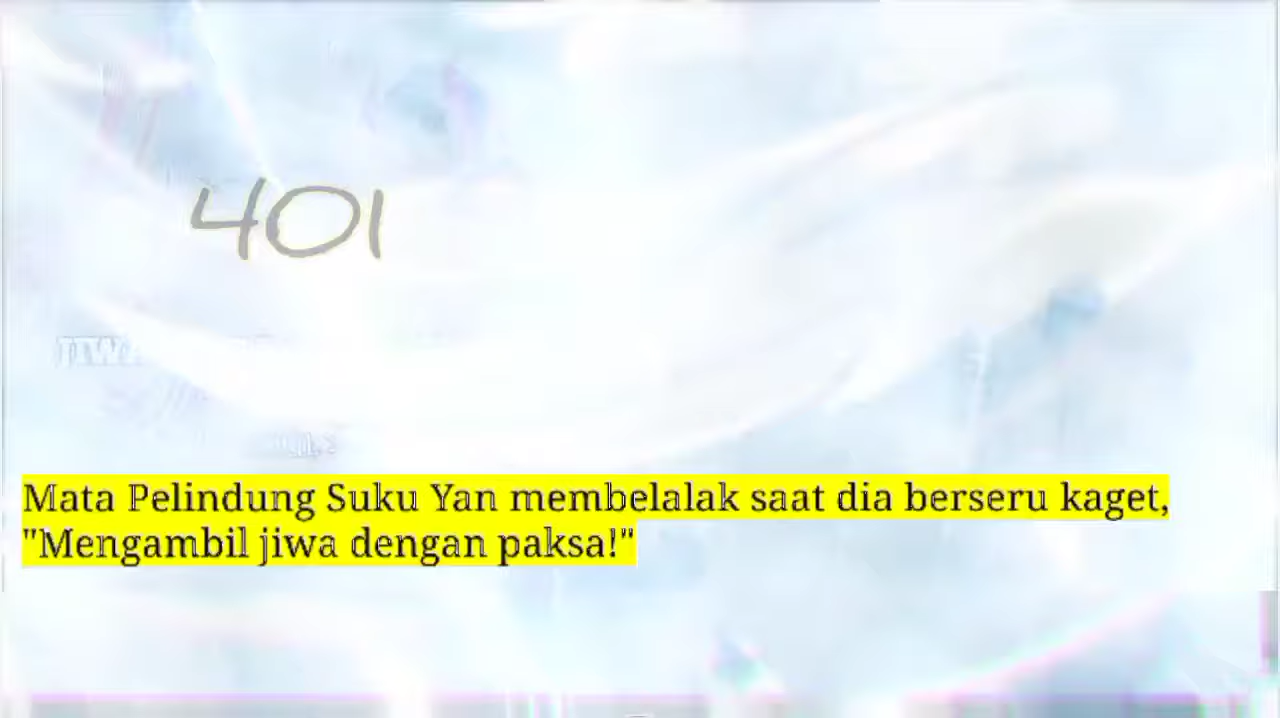 401
Mata Pelindung Suku Yan membelalak saat dia berseru kaget,
"Mengambil jiwa dengan paksa!"